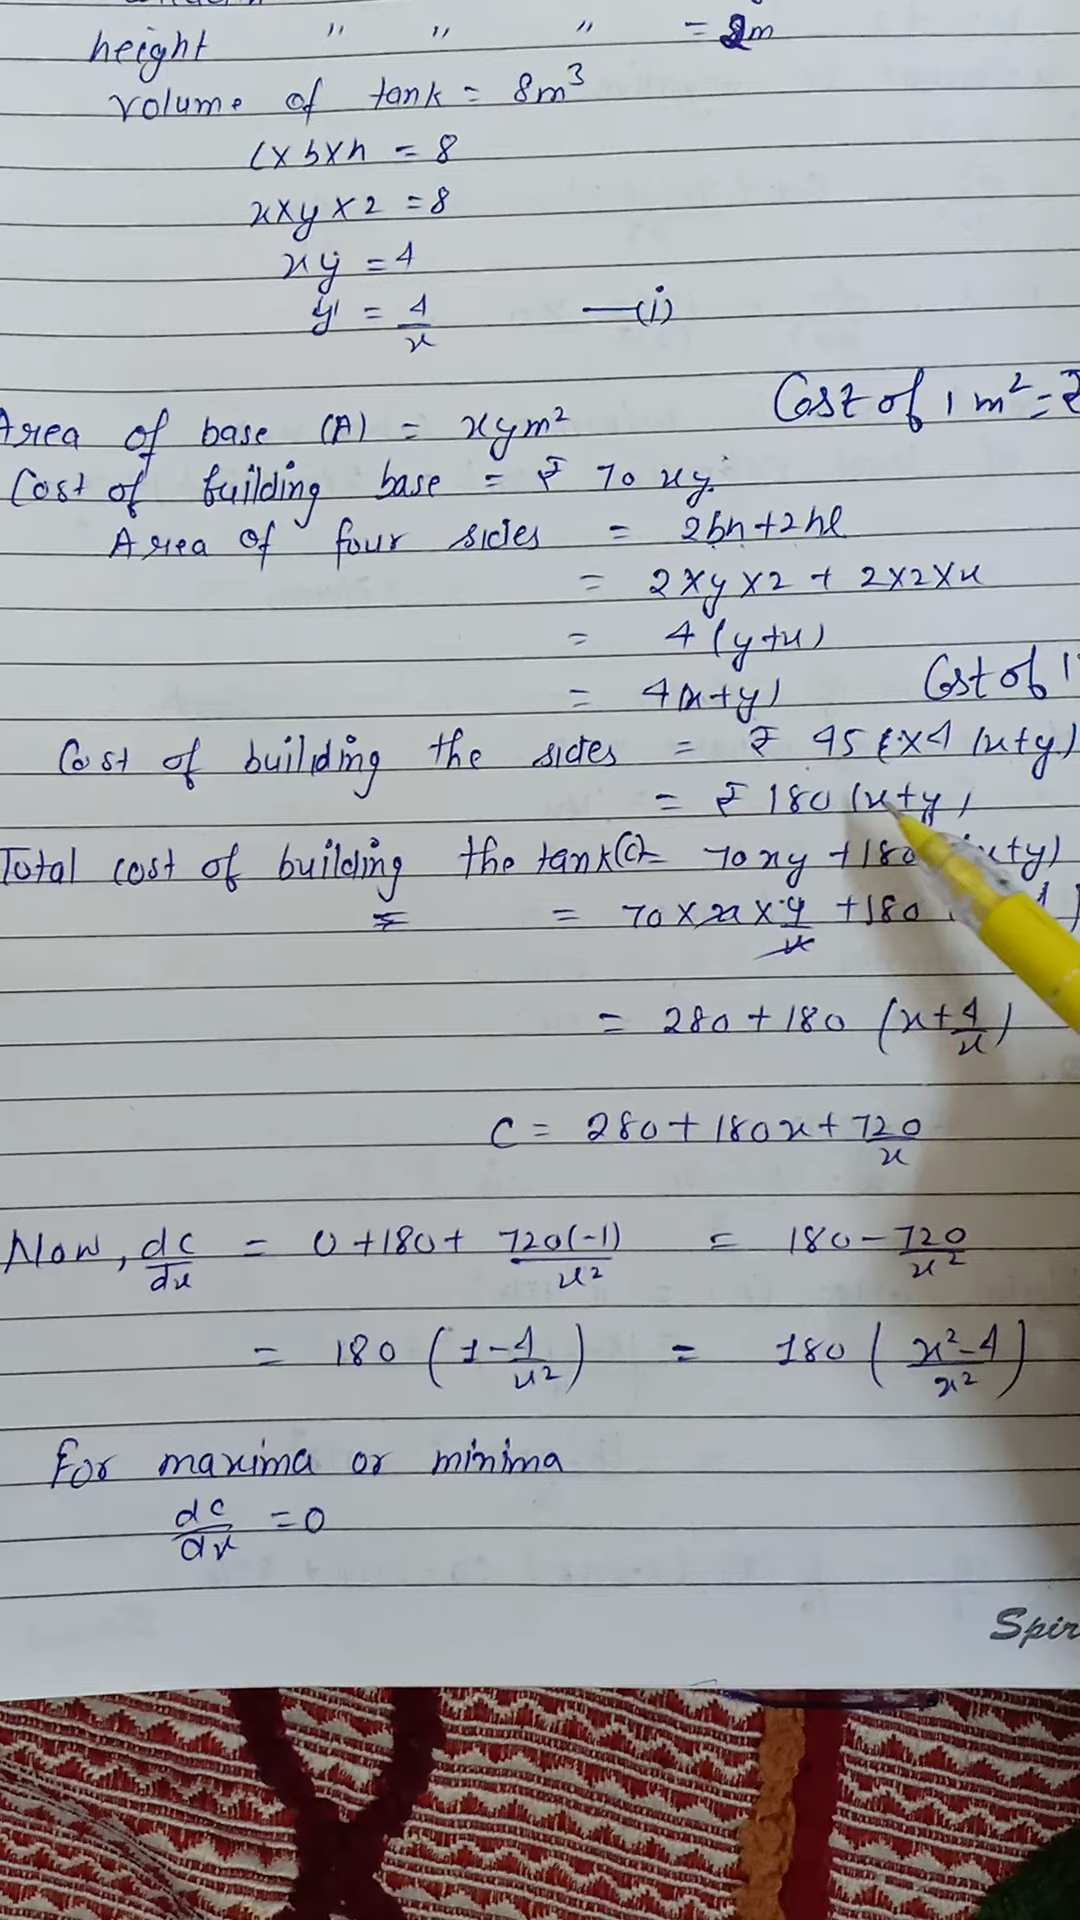 height " " " = 2m
volume of tank = 8m³
l×b×h = 8
x×y×2 = 8
xy = 4
y = 4/x —(i)
Cost of 1 m² = ₹
Area of base (A) = xym²
Cost of building base = ₹ 70 xy
Area of four sides = 2bh+2hl
= 2×y×2 + 2×2×x
= 4(y+x)
= 4(x+y) Cost of 1
Cost of building the sides = ₹ 45 ×4 (x+y)
= ₹ 180 (x+y)
Total cost of building the tank(C) = 70xy + 180 (x+y)
= = 70 × x × 4/x + 180
= 280 + 180 (x+4/x)
C = 280 + 180x + 720/x
Now, dc/dx = 0 + 180 + 720(-1)/x² = 180 - 720/x²
= 180 (1 - 4/x²) = 180 (x²-4/x²)
For maxima or minima
dc/dx = 0
Spir